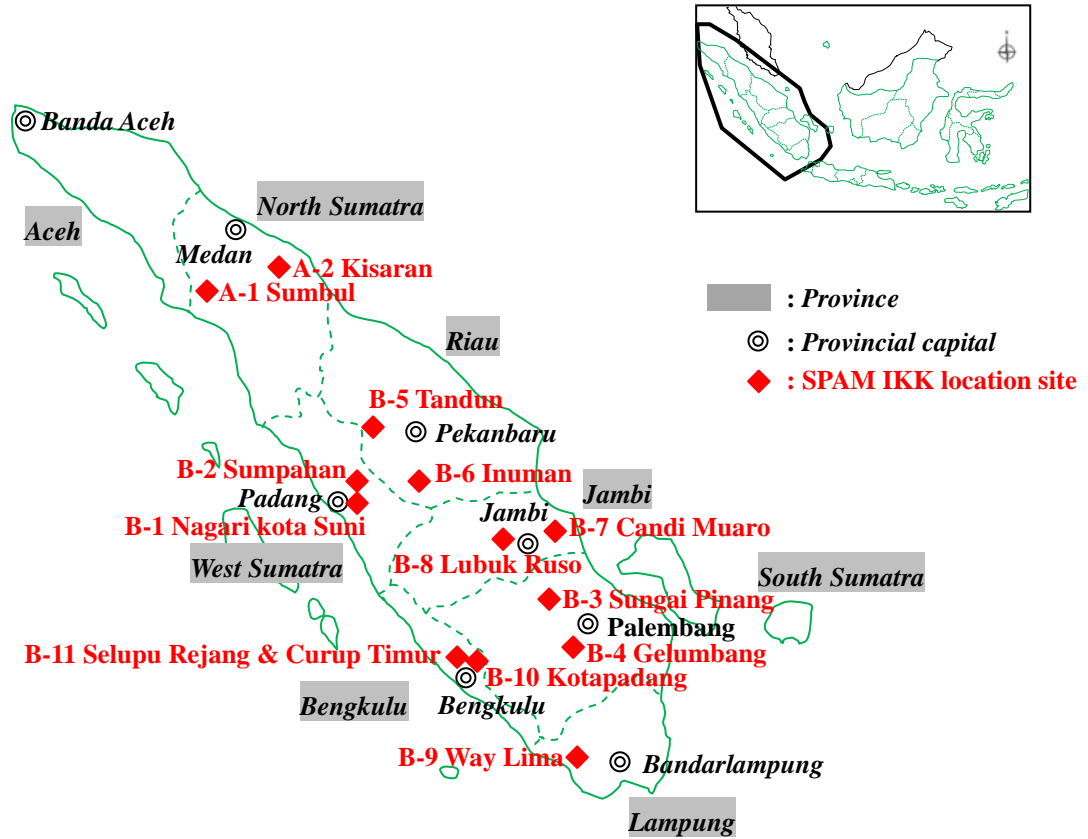 Banda Aceh
North Sumatra
Aceh
Medan
A-2 Kisaran
A-1 Sumbul
: Province
: Provincial capital
: SPAM IKK location site
Riau
B-5 Tandun
Pekanbaru
B-2 Sumpahan
B-6 Inuman
Padang
Jambi
B-1 Nagari kota Suni
Jambi
B-7 Candi Muaro
West Sumatra
B-8 Lubuk Ruso
South Sumatra
B-3 Sungai Pinang
Palembang
B-11 Selupu Rejang & Curup Timur
B-4 Gelumbang
B-10 Kotapadang
Bengkulu
Bengkulu
B-9 Way Lima
Bandarlampung
Lampung